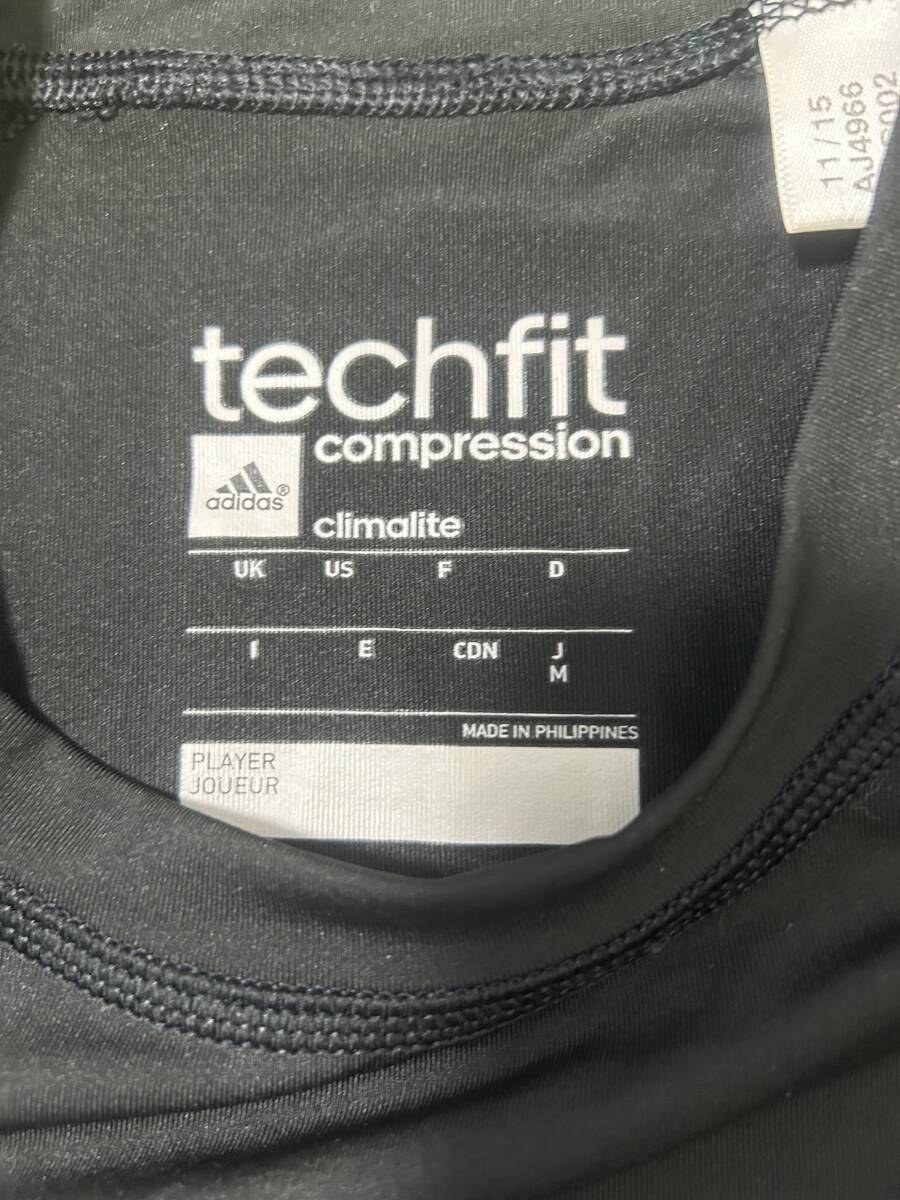 11/15
AJ4966
techfit
compression
adidas®
climalite
UK US F D
I E CDN J
M
MADE IN PHILIPPINES
PLAYER
JOUEUR